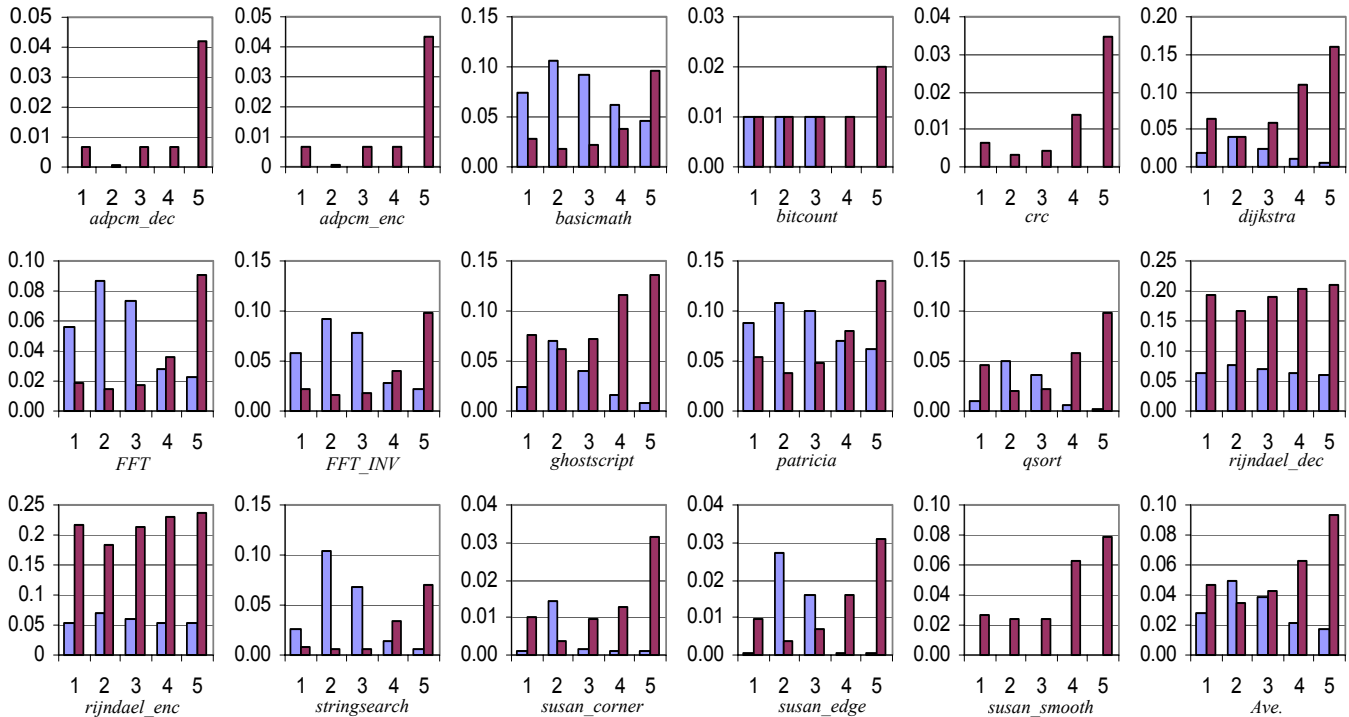 0.05
0.04
0.03
0.02
0.01
0
1 2 3 4 5
adpcm_dec
0.05
0.04
0.03
0.02
0.01
0
1 2 3 4 5
adpcm_enc
0.15
0.10
0.05
0.00
1 2 3 4 5
basicmath
0.03
0.02
0.01
0.00
1 2 3 4 5
bitcount
0.04
0.03
0.02
0.01
0
1 2 3 4 5
crc
0.20
0.15
0.10
0.05
0.00
1 2 3 4 5
dijkstra
0.10
0.08
0.06
0.04
0.02
0.00
1 2 3 4 5
FFT
0.15
0.10
0.05
0.00
1 2 3 4 5
FFT_INV
0.15
0.10
0.05
0.00
1 2 3 4 5
ghostscript
0.15
0.10
0.05
0.00
1 2 3 4 5
patricia
0.15
0.10
0.05
0.00
1 2 3 4 5
qsort
0.25
0.20
0.15
0.10
0.05
0.00
1 2 3 4 5
rijndael_dec
0.25
0.2
0.15
0.1
0.05
0
1 2 3 4 5
rijndael_enc
0.15
0.10
0.05
0.00
1 2 3 4 5
stringsearch
0.04
0.03
0.02
0.01
0.00
1 2 3 4 5
susan_corner
0.04
0.03
0.02
0.01
0.00
1 2 3 4 5
susan_edge
0.10
0.08
0.06
0.04
0.02
0.00
1 2 3 4 5
susan_smooth
0.10
0.08
0.06
0.04
0.02
0.00
1 2 3 4 5
Ave.